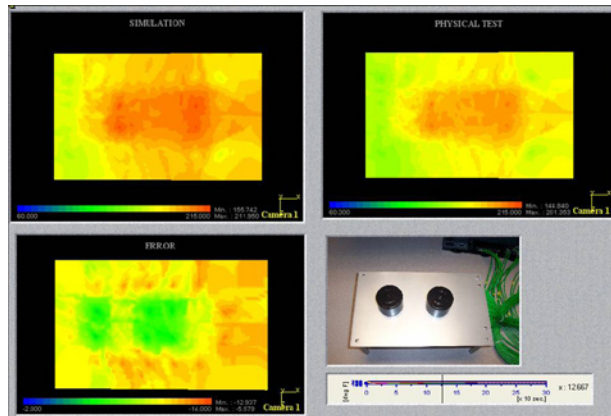 SIMULATION
PHYSICAL TEST
60.000
215.000
Min. : 155.742
Max. : 211.950
Camera 1
60.000
215.000
Min. : 144.840
Max. : 201.353
Camera 1
ERROR
-2.000
-14.000
Min. : -12.937
Max. : -5.579
Camera 1
[deg F]
0
5
10
15
20
25
30
[x 10 sec.]
x : 12.667